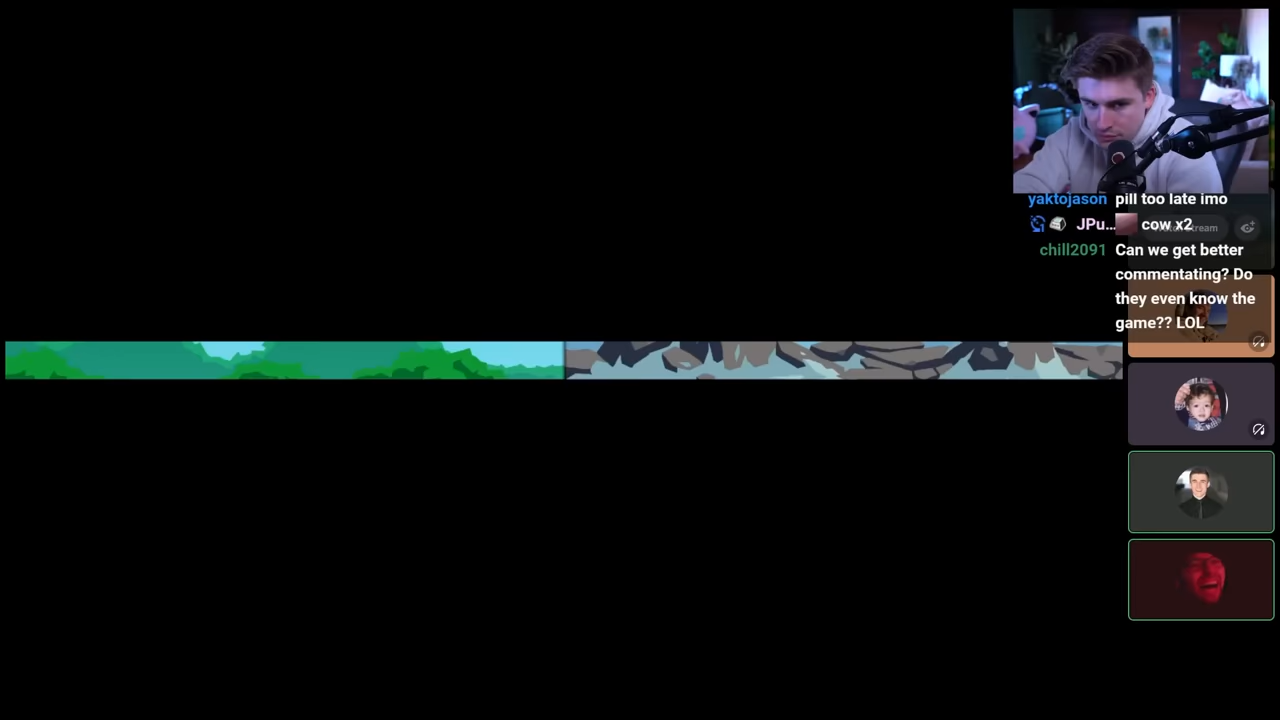 yaktojason pill too late imo
JPu... cow x2
chill2091 Can we get better
commentating? Do
they even know the
game?? LOL